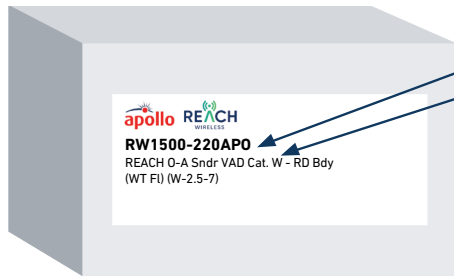 apollo REACH
WIRELESS
RW1500-220APO
REACH O-A Sndr VAD Cat. W - RD Bdy
(WT Fl) (W-2.5-7)